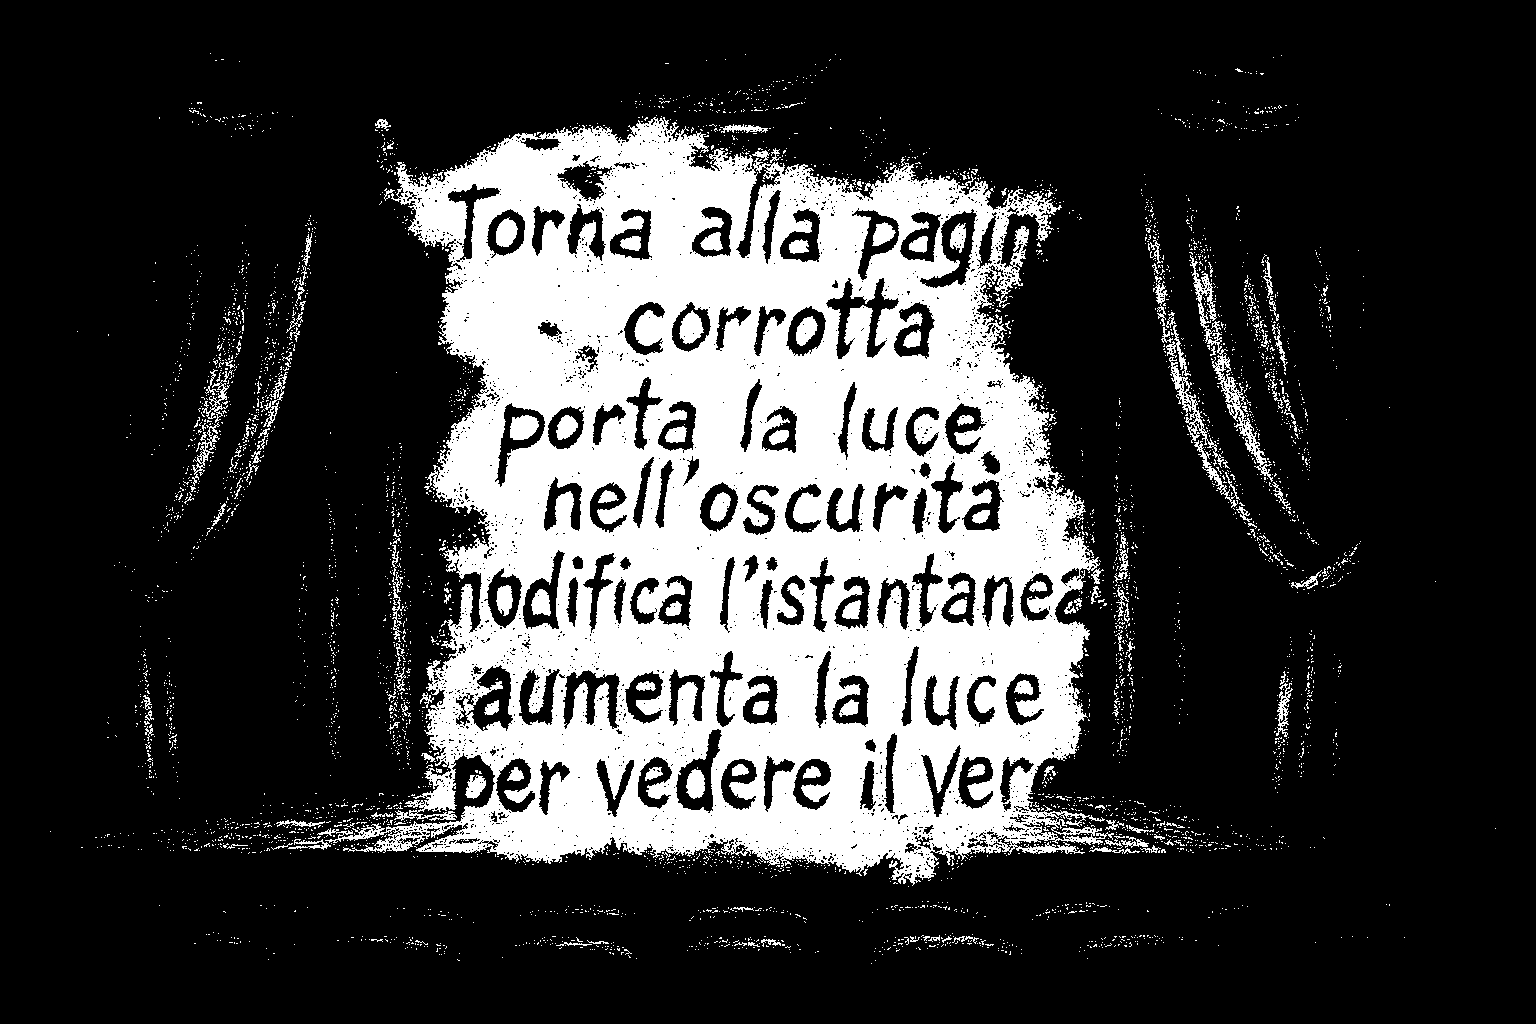 Torna alla pagin
corrotta
porta la luce
nell'oscurità
modifica l'istantanea
aumenta la luce
per vedere il vero